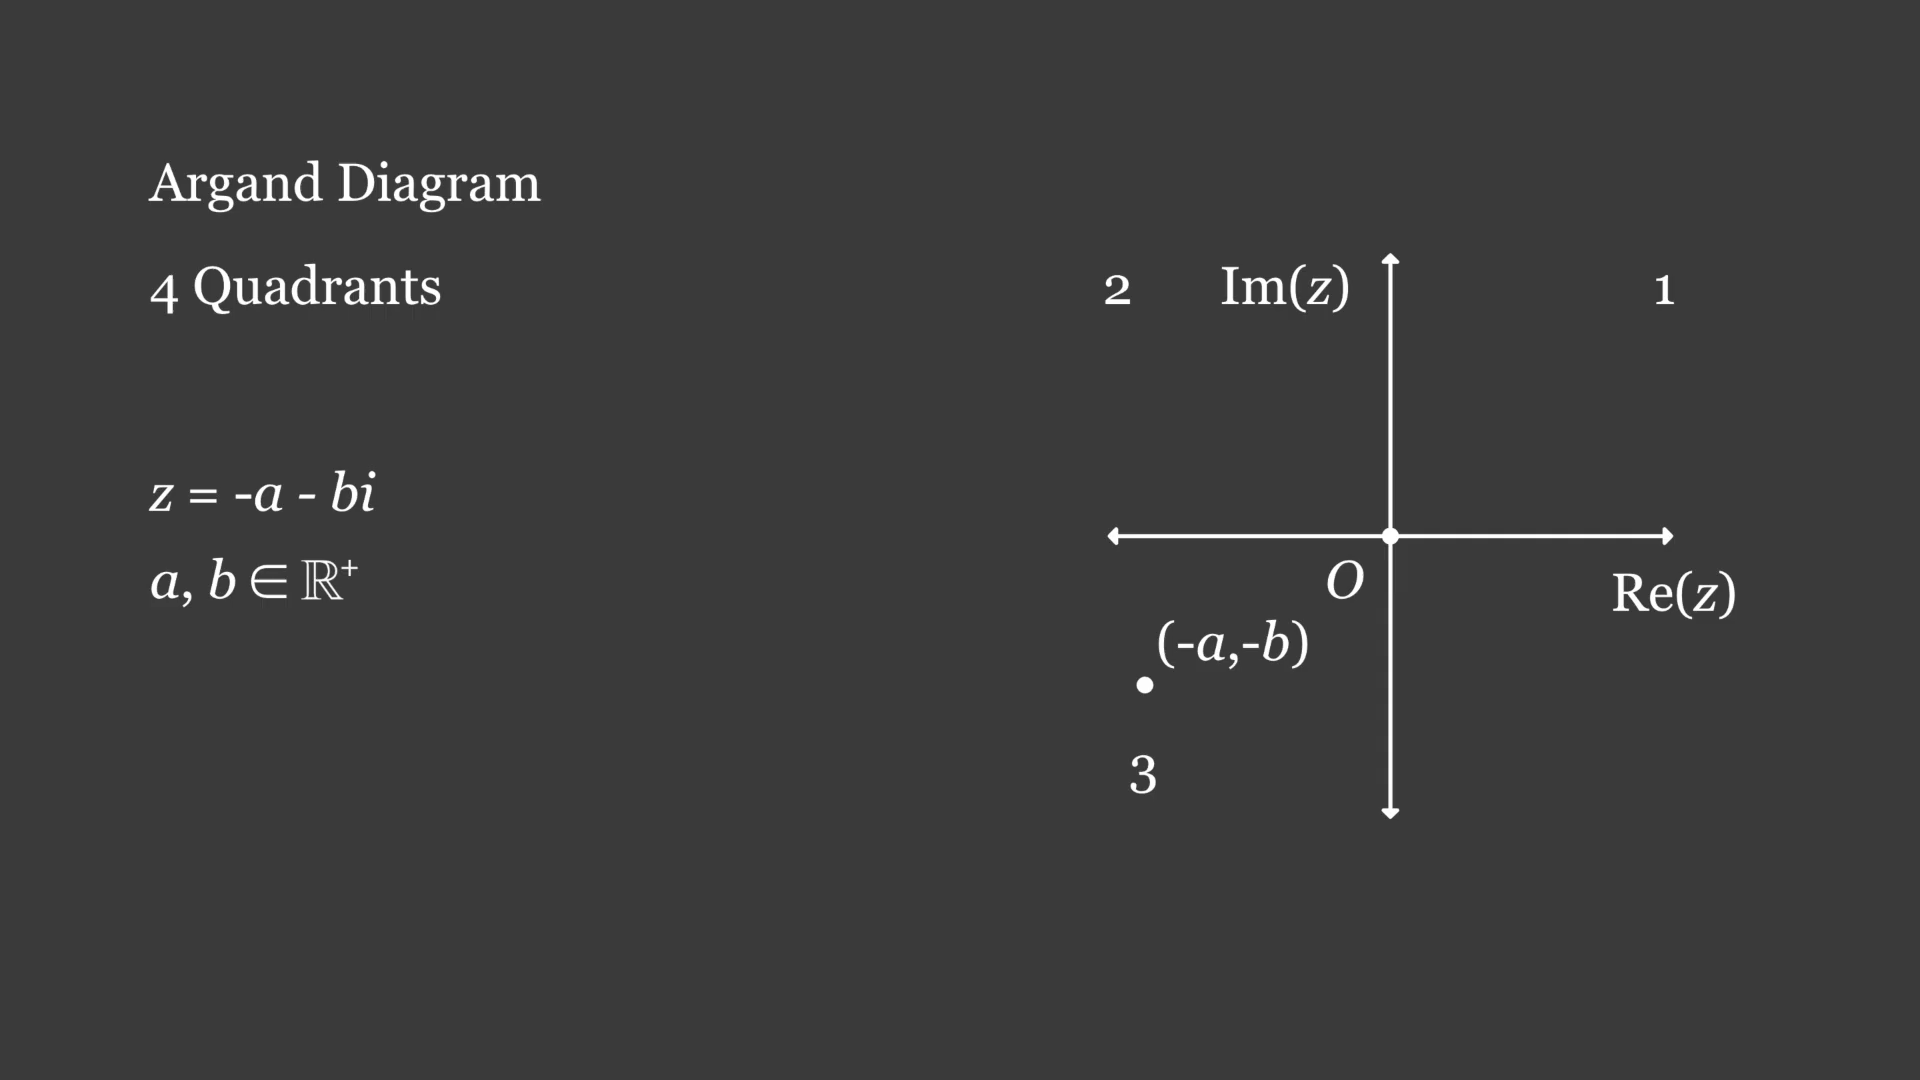 Argand Diagram
4 Quadrants
z = -a - bi
a, b ∈ ℝ⁺
2
Im(z)
1
O
Re(z)
(-a,-b)
3